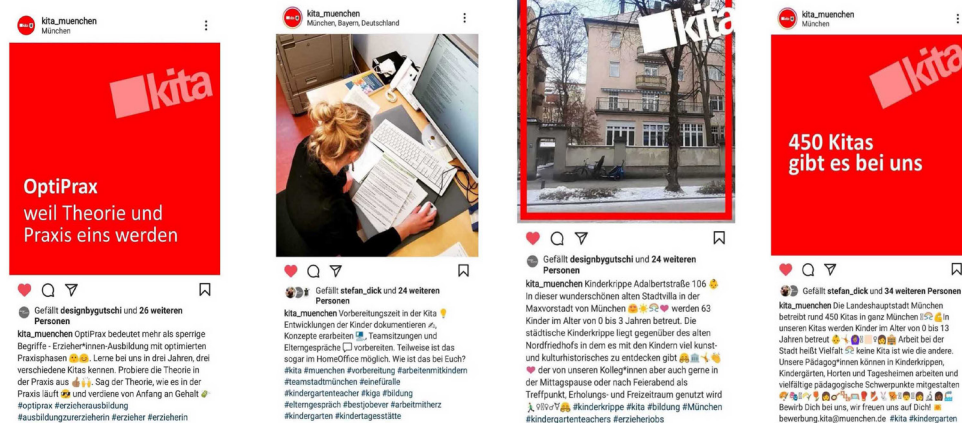 kita_muenchen
München
kita
OptiPrax
weil Theorie und
Praxis eins werden
Gefällt designbygutschi und 26 weiteren
Personen
kita_muenchen OptiPrax bedeutet mehr als sperrige
Begriffe - Erzieher*innen-Ausbildung mit optimierten
Praxisphasen. Lerne bei uns in drei Jahren, drei
verschiedene Kitas kennen. Probiere die Theorie in
der Praxis aus. Sag der Theorie, wie es in der
Praxis läuft und verdiene von Anfang an Gehalt
#optiprax #erzieherausbildung
#ausbildungzurerzieherin #erzieher #erzieherin
kita_muenchen
München, Bayern, Deutschland
Gefällt stefan_dick und 24 weiteren
Personen
kita_muenchen Vorbereitungszeit in der Kita
Entwicklungen der Kinder dokumentieren,
Konzepte erarbeiten, Teamsitzungen und
Elterngespräche vorbereiten. Teilweise ist das
sogar im HomeOffice möglich. Wie ist das bei Euch?
#kita #muenchen #vorbereitung #arbeitenmitkindern
#teamstadtmünchen #einefüralle
#kindergartenteacher #kiga #bildung
#elterngespräch #bestjobever #arbeitmitherz
#kindergarten #kindertagesstätte
kita
Gefällt designbygutschi und 24 weiteren
Personen
kita_muenchen Kinderkrippe Adalbertstraße 106
In dieser wunderschönen alten Stadtvilla in der
Maxvorstadt von München werden 63
Kinder im Alter von 0 bis 3 Jahren betreut. Die
städtische Kinderkrippe liegt gegenüber des alten
Nordfriedhofs in dem es mit den Kindern viel kunst-
und kulturhistorisches zu entdecken gibt
der von unseren Kolleg*innen aber auch gerne in
der Mittagspause oder nach Feierabend als
Treffpunkt, Erholungs- und Freizeitraum genutzt wird
#kinderkrippe #kita #bildung #München
#kindergartenteachers #erzieherjobs
kita_muenchen
München
kita
450 Kitas
gibt es bei uns
Gefällt stefan_dick und 34 weiteren Personen
kita_muenchen Die Landeshauptstadt München
betreibt rund 450 Kitas in ganz München in
unseren Kitas werden Kinder im Alter von 0 bis 13
Jahren betreut Arbeit bei der
Stadt heißt Vielfalt keine Kita ist wie die andere.
Unsere Pädagog*innen können in Kinderkrippen,
Kindergärten, Horten und Tagesheimen arbeiten und
vielfältige pädagogische Schwerpunkte mitgestalten
Bewirb Dich bei uns, wir freuen uns auf Dich!
bewerbung.kita@muenchen.de #kita #kindergarten